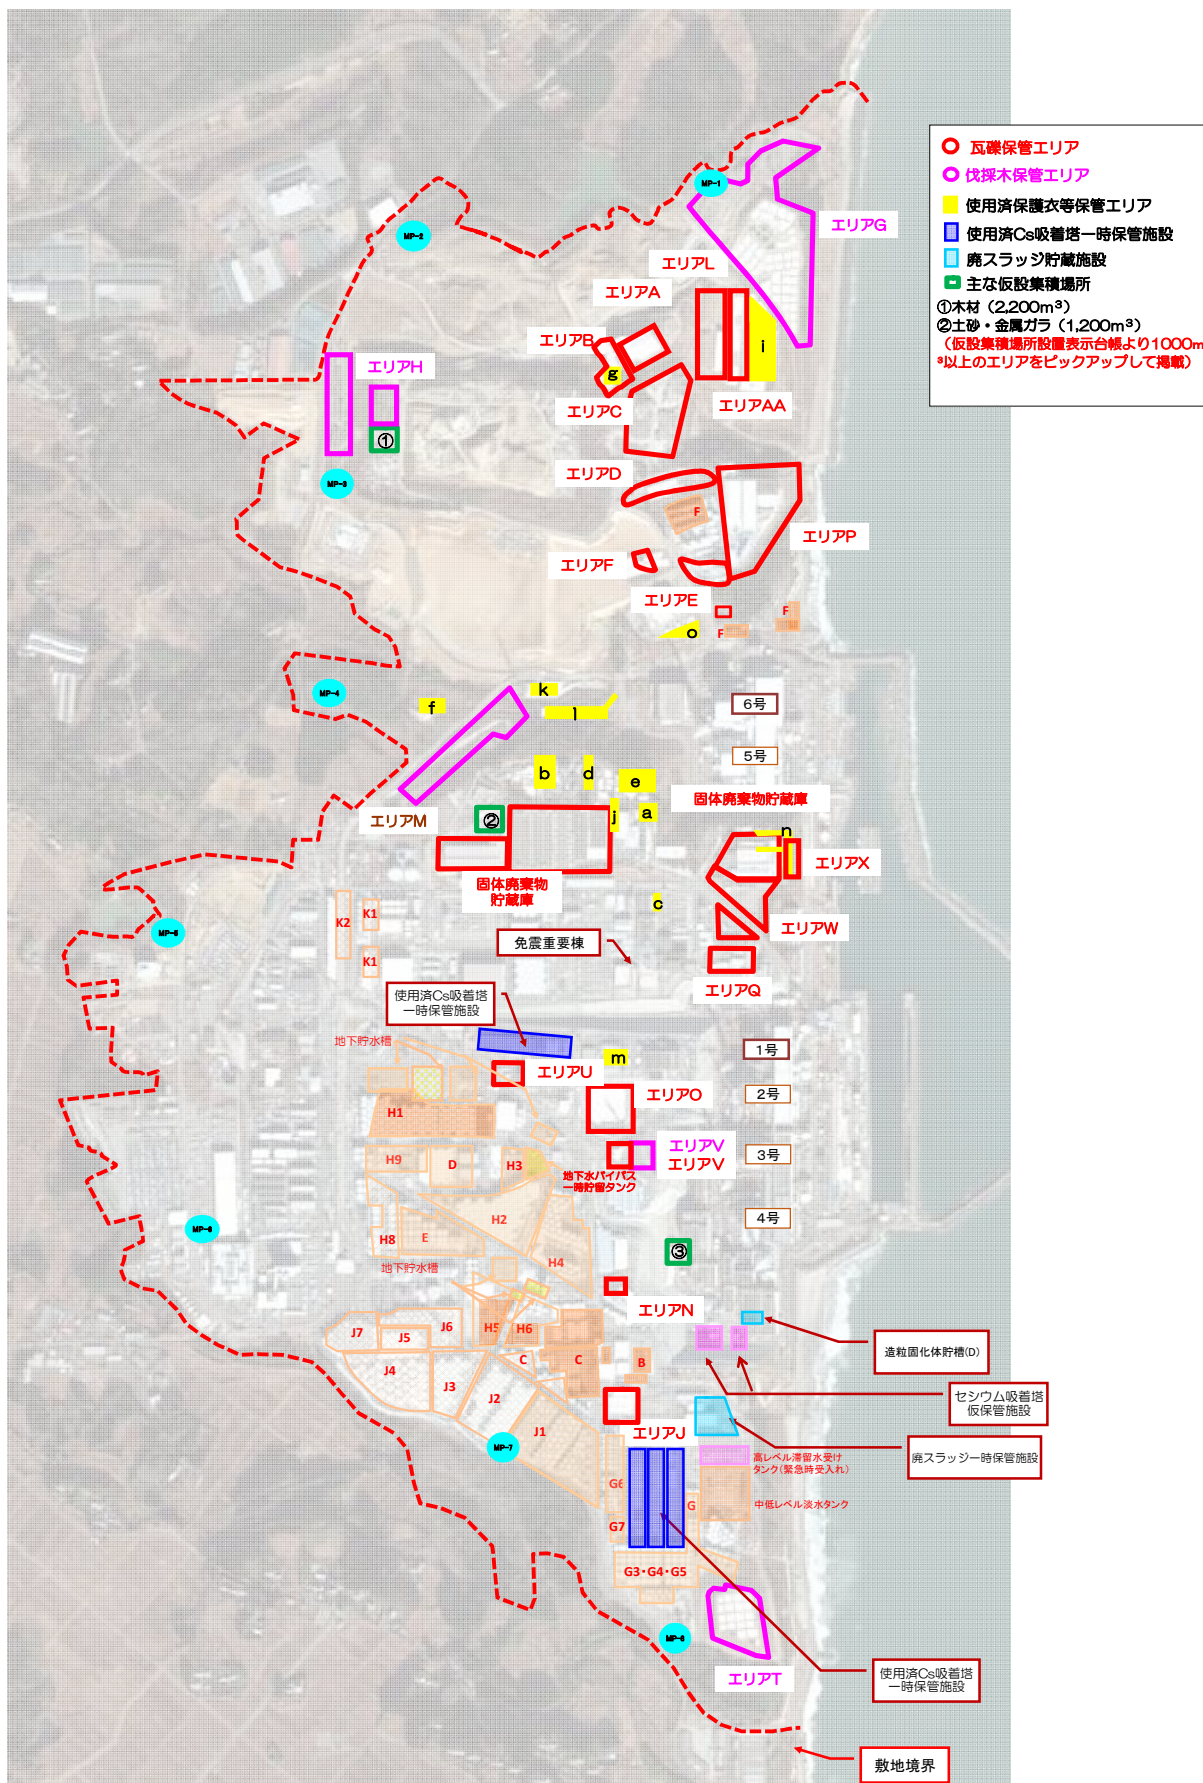 瓦礫保管エリア
伐採木保管エリア
使用済保護衣等保管エリア
使用済Cs吸着塔一時保管施設
廃スラッジ貯蔵施設
主な仮設集積場所
①木材（2,200m³）
②土砂・金属ガラ（1,200m³）
（仮設集積場所設置表示台帳より1000m
³以上のエリアをピックアップして掲載）
MP-1
MP-2
エリアG
エリアL
エリアA
エリアB
i
g
エリアH
エリアC
エリアAA
①
エリアD
MP-3
F
エリアP
エリアF
エリアE
F
o
F
MP-4
k
f
l
6号
5号
b
d
e
固体廃棄物貯蔵庫
j
a
エリアM
②
n
エリアX
固体廃棄物
貯蔵庫
c
K2
K1
エリアW
MP-5
免震重要棟
K1
エリアQ
使用済Cs吸着塔
一時保管施設
地下貯水槽
m
1号
エリアU
2号
エリアO
H1
エリアV
3号
H9
D
H3
エリアV
地下水バイパス
一時貯留タンク
H2
4号
MP-6
H8
E
③
H4
地下貯水槽
エリアN
J7
J5
J6
H5
H6
造粒固化体貯槽(D)
J4
C
C
B
J3
セシウム吸着塔
仮保管施設
J2
J1
エリアJ
MP-7
廃スラッジ一時保管施設
高レベル滞留水受け
タンク(緊急時受入れ)
G6
G
中低レベル淡水タンク
G7
G3・G4・G5
MP-8
エリアT
使用済Cs吸着塔
一時保管施設
敷地境界